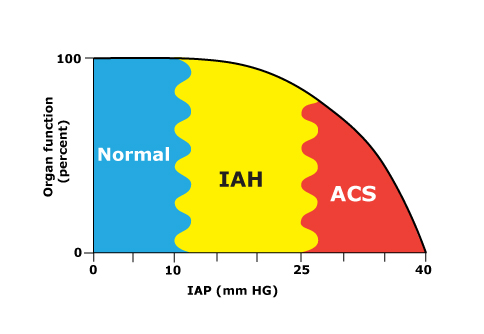 100
Organ function
(percent)
Normal
IAH
ACS
0
0
10
25
40
IAP (mm HG)